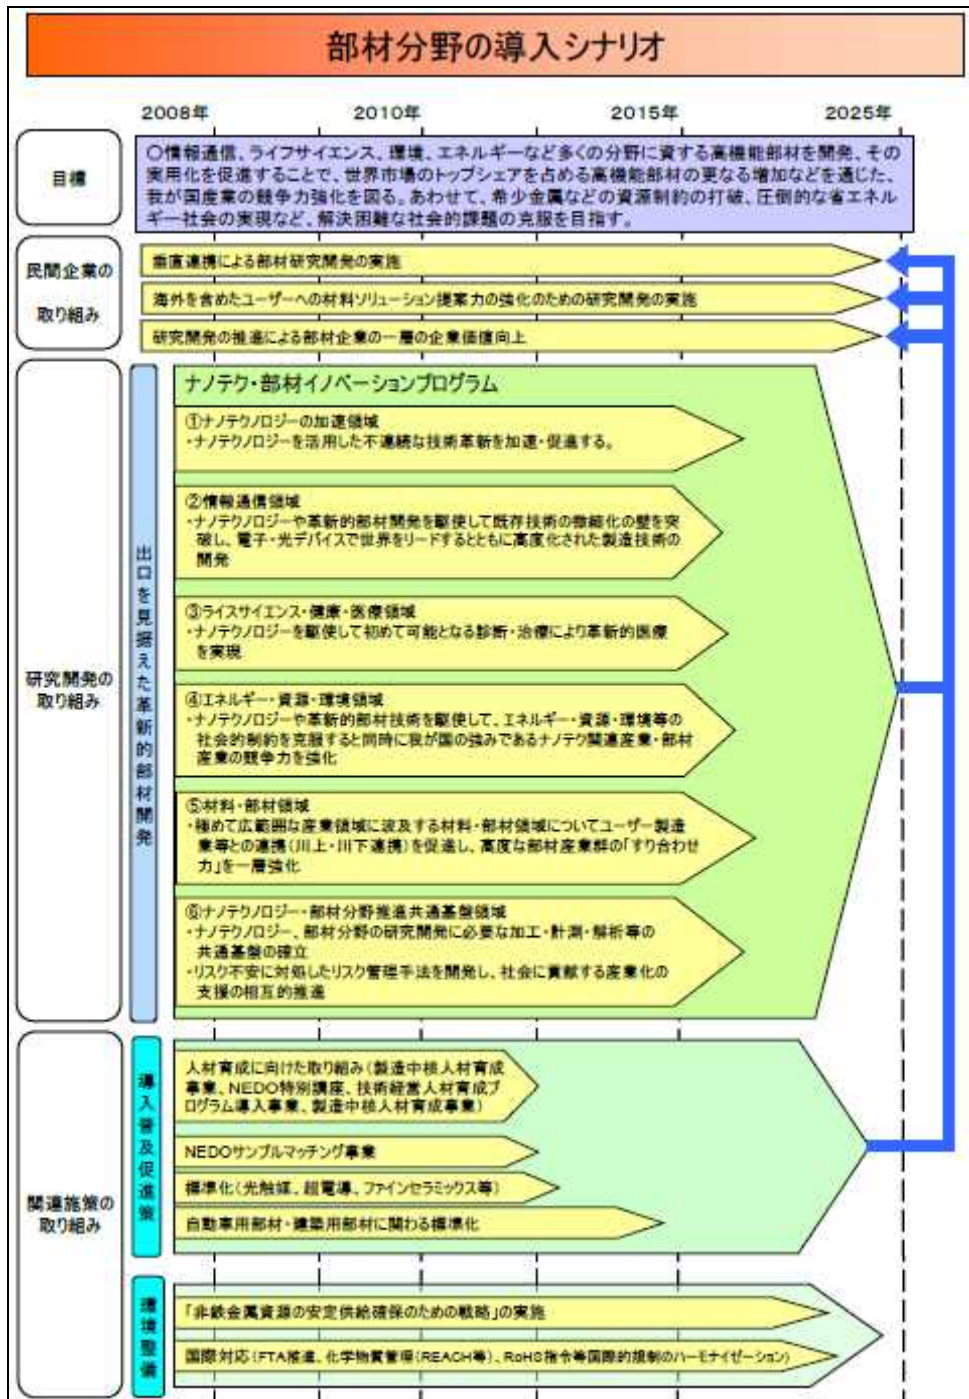 部材分野の導入シナリオ
2008年
2010年
2015年
2025年
目標
〇情報通信、ライフサイエンス、環境、エネルギーなど多くの分野に資する高機能部材を開発、その
実用化を促進することで、世界市場のトップシェアを占める高機能部材の更なる増加などを通じた、
我が国産業の競争力強化を図る。あわせて、希少金属などの資源制約の打破、圧倒的な省エネル
ギー社会の実現など、解決困難な社会的課題の克服を目指す。
民間企業の
取り組み
垂直連携による部材研究開発の実施
海外を含めたユーザーへの材料ソリューション提案力の強化のための研究開発の実施
研究開発の推進による部材企業の一層の企業価値向上
研究開発の
取り組み
出口を見据えた革新的部材開発
ナノテク・部材イノベーションプログラム
①ナノテクノロジーの加速領域
・ナノテクノロジーを活用した不連続な技術革新を加速・促進する。
②情報通信領域
・ナノテクノロジーや革新的部材開発を駆使して既存技術の微細化の壁を突
破し、電子・光デバイスで世界をリードするとともに高度化された製造技術の
開発
③ライスサイエンス・健康・医療領域
・ナノテクノロジーを駆使して初めて可能となる診断・治療により革新的医療
を実現
④エネルギー・資源・環境領域
・ナノテクノロジーや革新的部材技術を駆使して、エネルギー・資源・環境等の
社会的制約を克服すると同時に我が国の強みであるナノテク関連産業・部材
産業の競争力を強化
⑤材料・部材領域
・極めて広範囲な産業領域に波及する材料・部材領域についてユーザー製造
業等との連携(川上・川下連携)を促進し、高度な部材産業群の「すり合わせ
力」を一層強化
⑥ナノテクノロジー・部材分野推進共通基盤領域
・ナノテクノロジー、部材分野の研究開発に必要な加工・計測・解析等の
共通基盤の確立
・リスク不安に対処したリスク管理手法を開発し、社会に貢献する産業化の
支援の相互的推進
関連施策の
取り組み
導入普及促進策
人材育成に向けた取り組み(製造中核人材育成
事業、NEDO特別講座、技術経営人材育成プ
ログラム導入事業、製造中核人材育成事業)
NEDOサンプルマッチング事業
標準化(光触媒、超電導、ファインセラミックス等)
自動車用部材・建築用部材に関わる標準化
環境整備
「非鉄金属資源の安定供給確保のための戦略」の実施
国際対応(FTA推進、化学物質管理(REACH等)、RoHS指令等国際的規制のハーモナイゼーション)